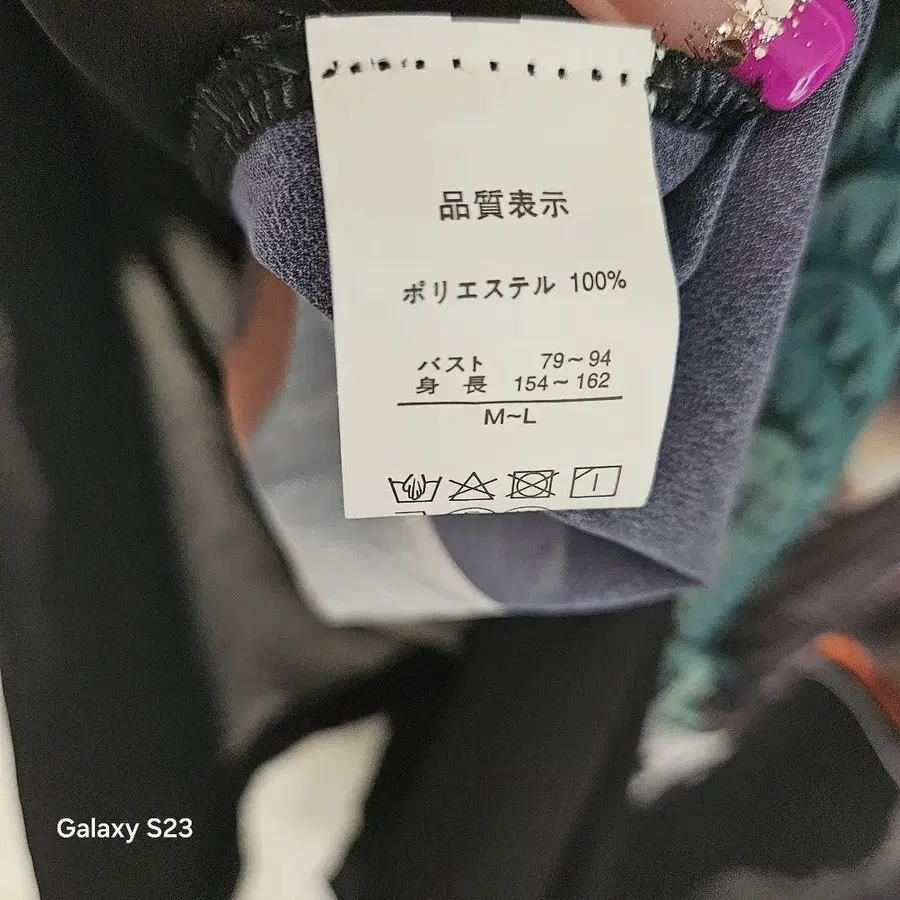 品質表示
ポリエステル 100%
バスト 79～94
身 長 154～162
M~L
Galaxy S23